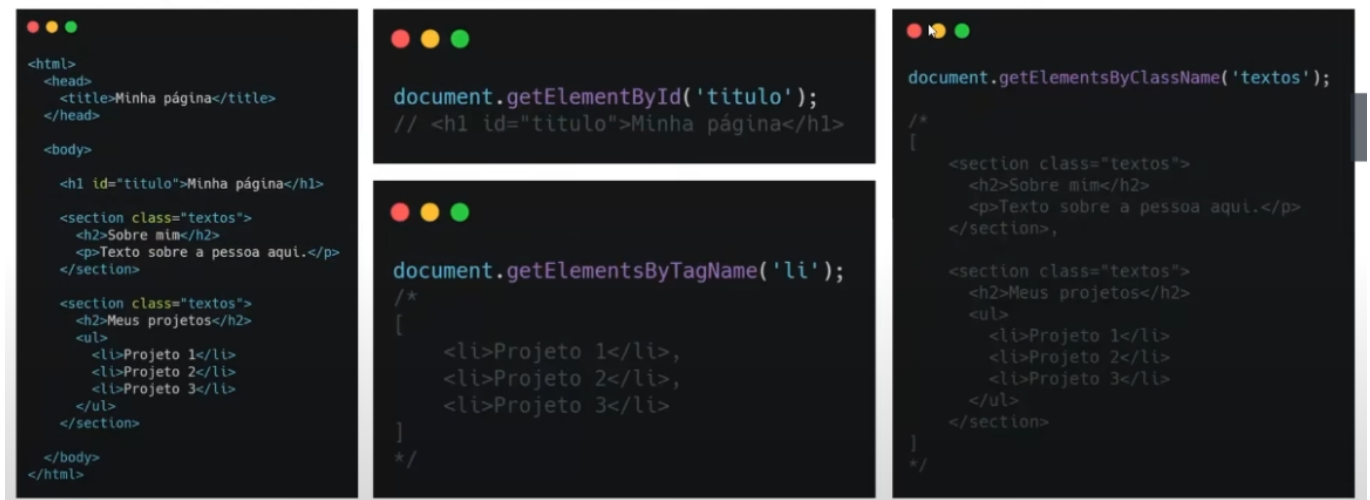 <html>
<head>
<title>Minha página</title>
</head>
<body>
<h1 id="titulo">Minha página</h1>
<section class="textos">
<h2>Sobre mim</h2>
<p>Texto sobre a pessoa aqui.</p>
</section>
<section class="textos">
<h2>Meus projetos</h2>
<ul>
<li>Projeto 1</li>
<li>Projeto 2</li>
<li>Projeto 3</li>
</ul>
</section>
</body>
</html>
document.getElementById('titulo');
// <h1 id="titulo">Minha página</h1>
document.getElementsByTagName('li');
/*
[
<li>Projeto 1</li>,
<li>Projeto 2</li>,
<li>Projeto 3</li>
]
*/
document.getElementsByClassName('textos');
/*
[
<section class="textos">
<h2>Sobre mim</h2>
<p>Texto sobre a pessoa aqui.</p>
</section>,
<section class="textos">
<h2>Meus projetos</h2>
<ul>
<li>Projeto 1</li>
<li>Projeto 2</li>
<li>Projeto 3</li>
</ul>
</section>
]
*/